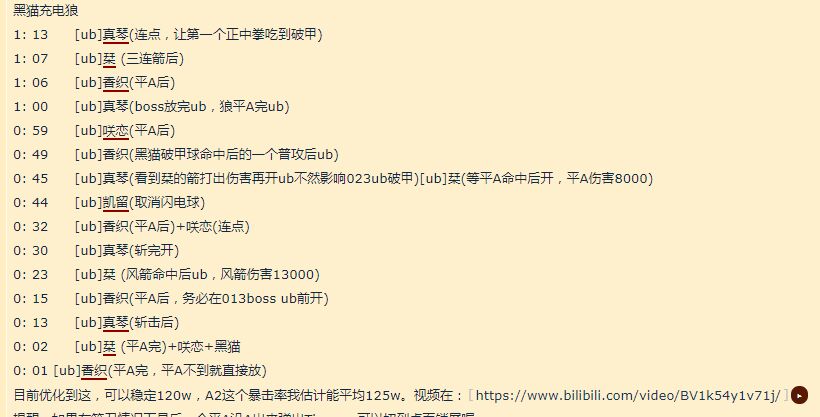 黑猫充电狼
1: 13 [ub]真琴(连点，让第一个正中拳吃到破甲)
1: 07 [ub]栞 (三连箭后)
1: 06 [ub]香织(平A后)
1: 00 [ub]真琴(boss放完ub，狼平A完ub)
0: 59 [ub]咲恋(平A后)
0: 49 [ub]香织(黑猫破甲球命中后的一个普攻后ub)
0: 45 [ub]真琴(看到栞的箭打出伤害再开ub不然影响023ub破甲)[ub]栞(等平A命中后开，平A伤害8000)
0: 44 [ub]凯留(取消闪电球)
0: 32 [ub]香织(平A后)+咲恋(连点)
0: 30 [ub]真琴(斩完开)
0: 23 [ub]栞 (风箭命中后ub，风箭伤害13000)
0: 15 [ub]香织(平A后，务必在013boss ub前开)
0: 13 [ub]真琴(斩击后)
0: 02 [ub]栞 (平A完)+咲恋+黑猫
0: 01 [ub]香织(平A完，平A不到就直接放)
目前优化到这，可以稳定120w，A2这个暴击率我估计能平均125w。视频在：[https://www.bilibili.com/video/BV1k54y1v71j/]